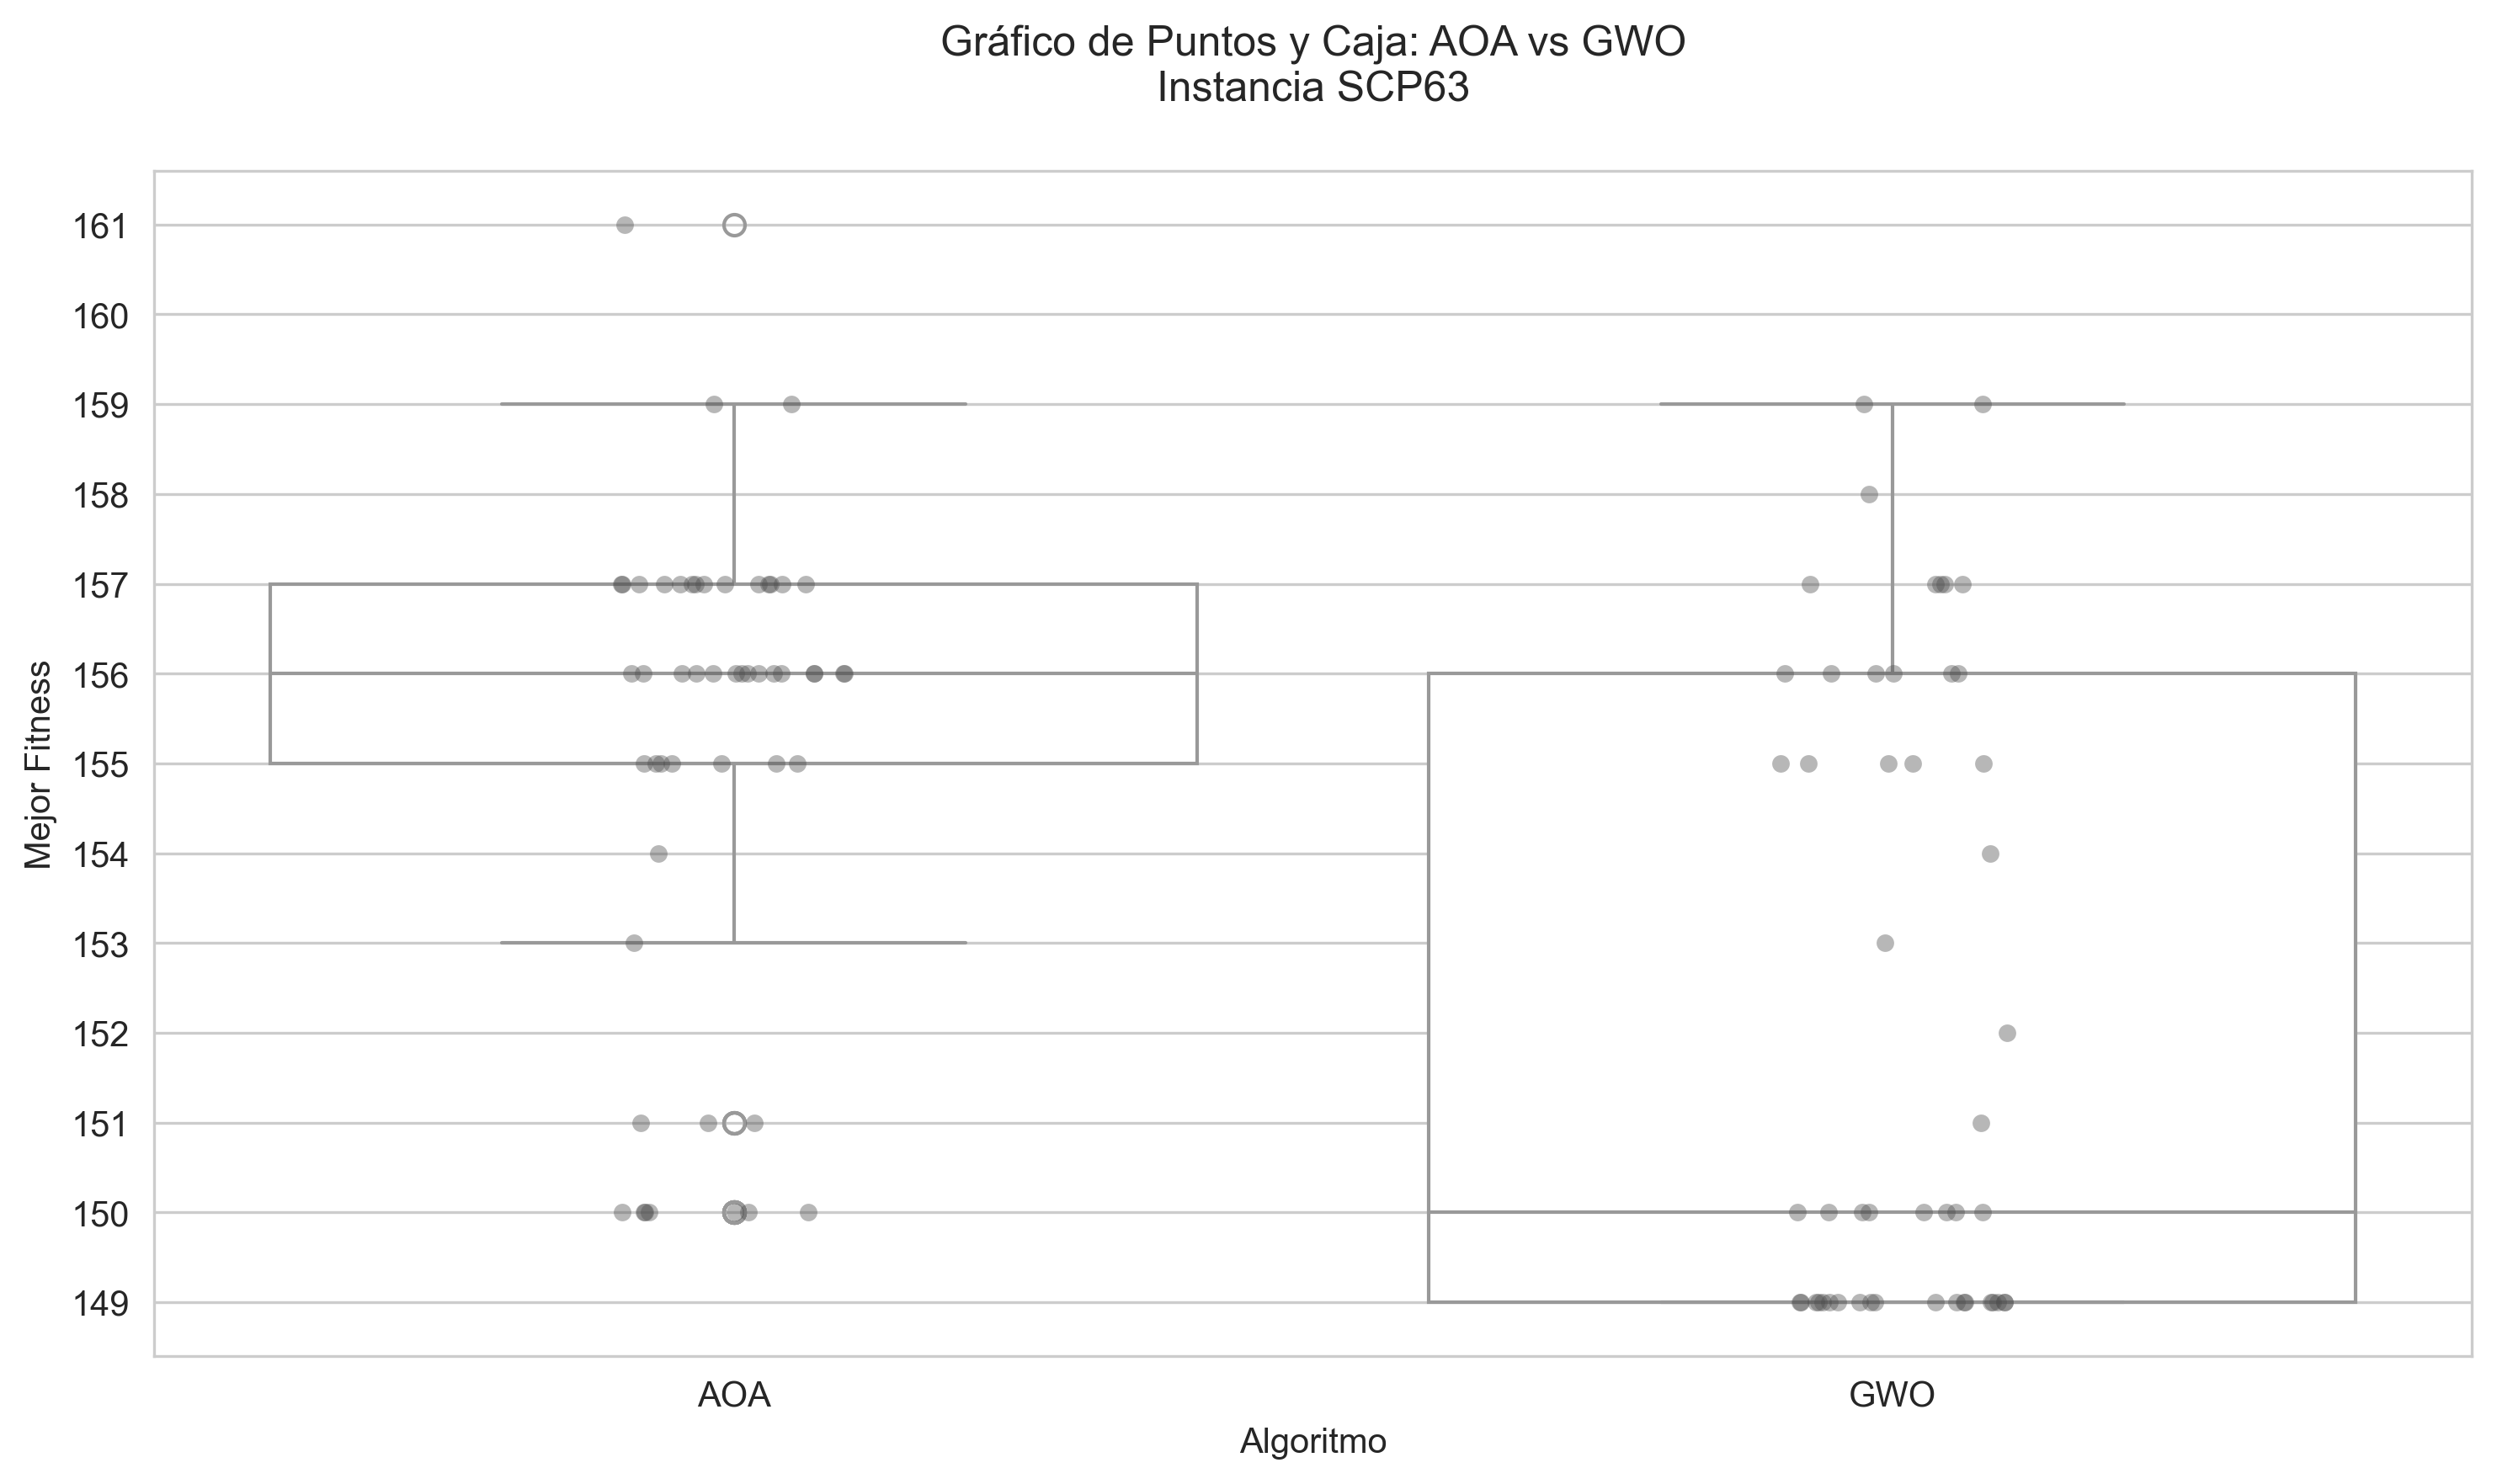 Gráfico de Puntos y Caja: AOA vs GWO
Instancia SCP63
Mejor Fitness
161
160
159
158
157
156
155
154
153
152
151
150
149
AOA
GWO
Algoritmo